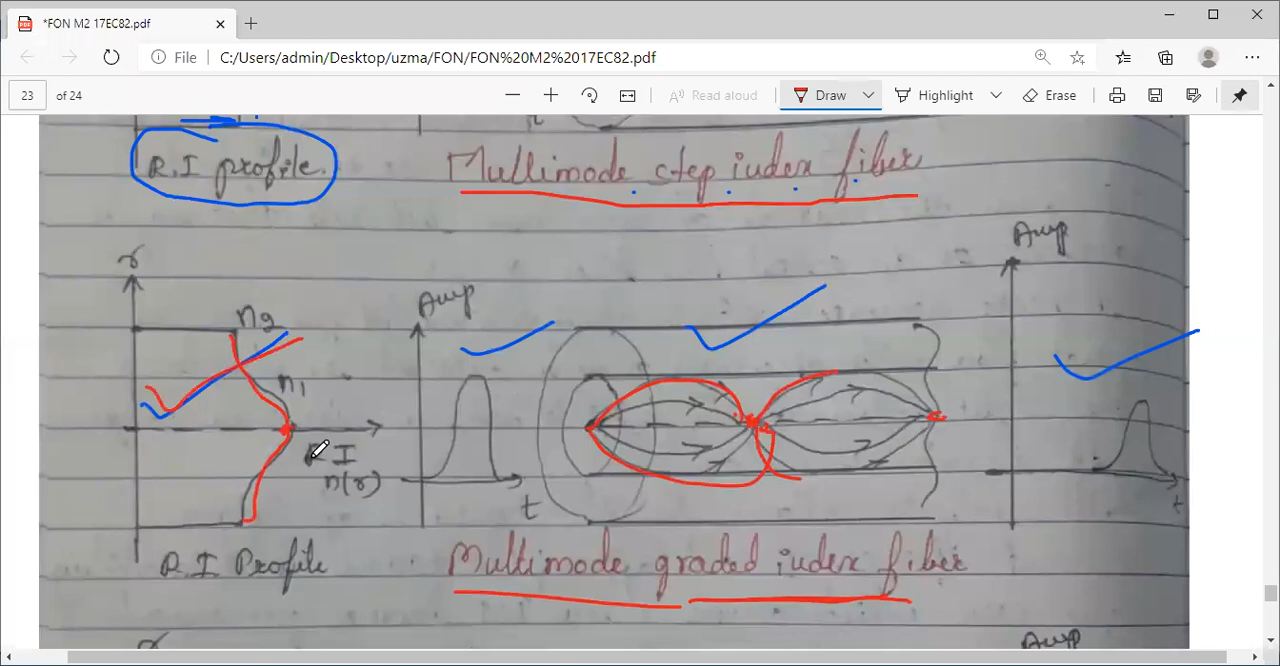 *FON M2 17EC82.pdf
File C:/Users/admin/Desktop/uzma/FON/FON%20M2%2017EC82.pdf
23 of 24 Read aloud Draw Highlight Erase
R.I profile. Multimode step index fiber
r
Amp
n2
Amp
n1
R I
n(r)
t
t
R.I Profile Multimode graded index fiber
Amp